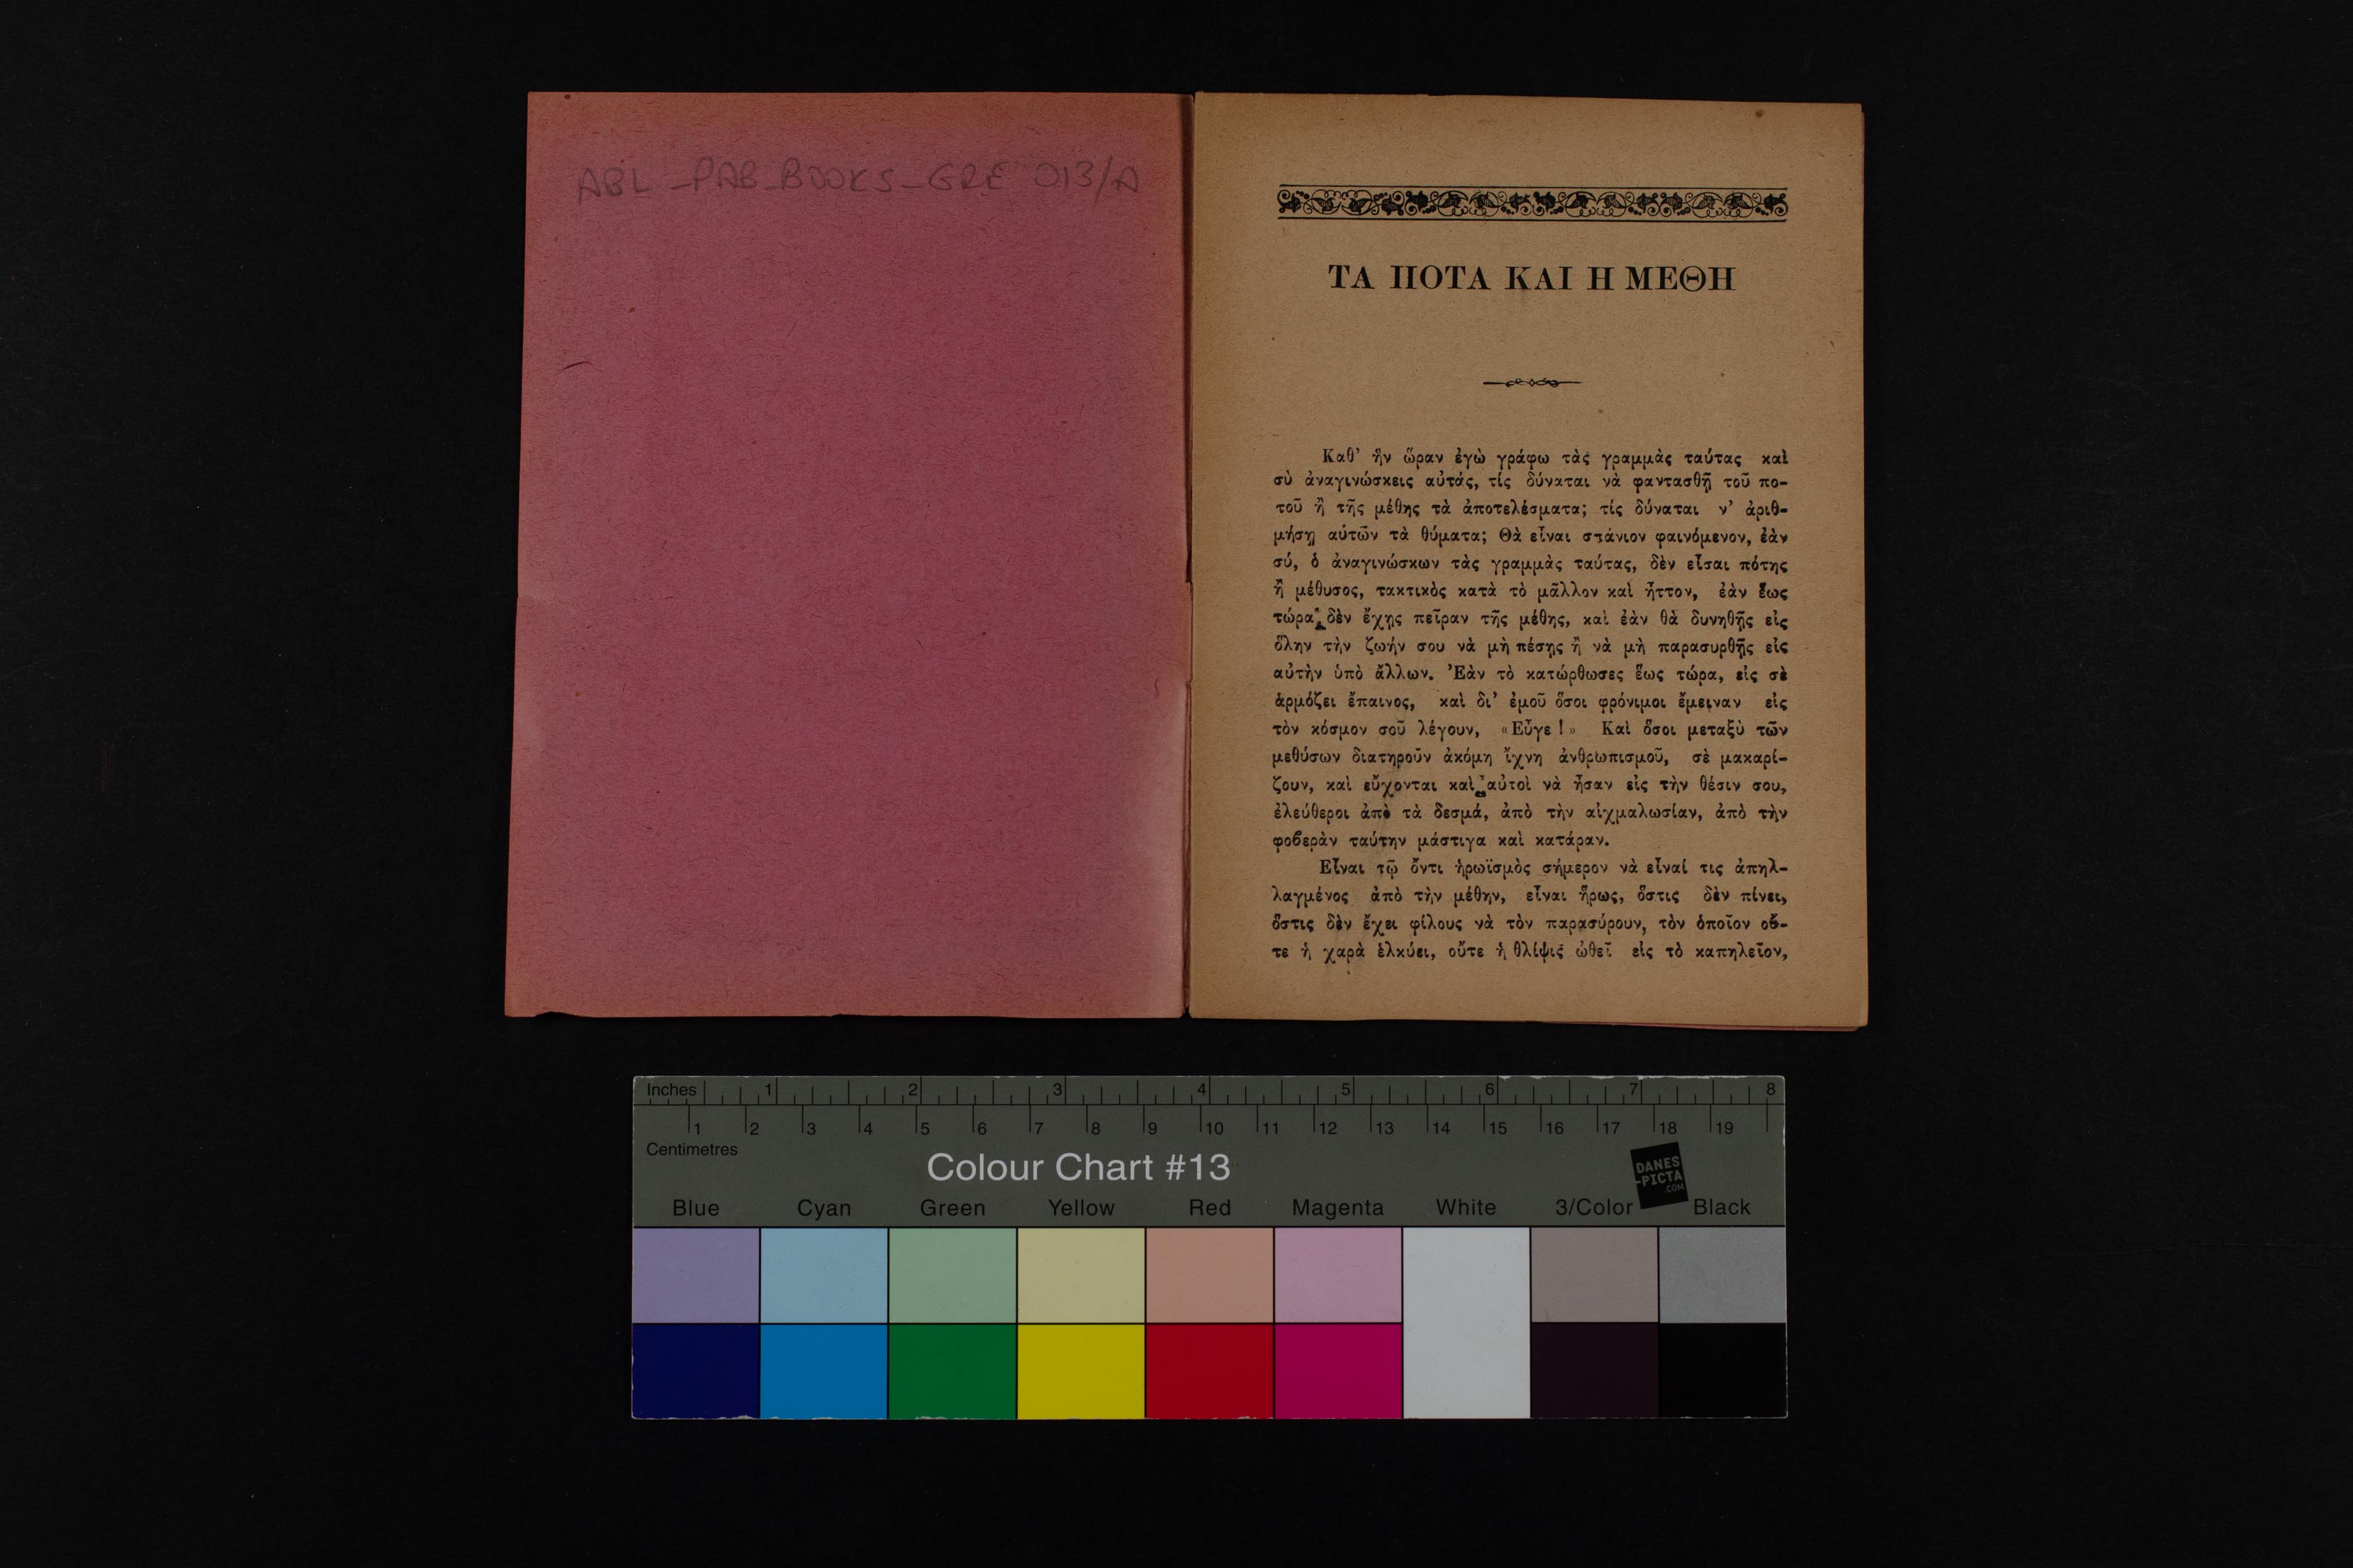 ABL_PAB_BOOKS_GRE 013/A
ΤΑ ΠΟΤΑ ΚΑΙ Η ΜΕΘΗ
Καθ’ ἣν ὥραν ἐγὼ γράφω τὰς γραμμὰς ταύτας καὶ
σὺ ἀναγινώσκεις αὐτάς, τίς δύναται νὰ φαντασθῇ τοῦ πο-
τοῦ ἢ τῆς μέθης τὰ ἀποτελέσματα; τίς δύναται ν’ ἀριθ-
μήσῃ αὐτῶν τὰ θύματα; Θὰ εἶναι σπάνιον φαινόμενον, ἐὰν
σύ, ὁ ἀναγινώσκων τὰς γραμμὰς ταύτας, δὲν εἶσαι πότης
ἢ μέθυσος, τακτικὸς κατὰ τὸ μᾶλλον καὶ ἧττον, ἐὰν ἕως
τώρα δὲν ἔχῃς πεῖραν τῆς μέθης, καὶ ἐὰν θὰ δυνηθῇς εἰς
ὅλην τὴν ζωήν σου νὰ μὴ πέσῃς ἢ νὰ μὴ παρασυρθῇς εἰς
αὐτὴν ὑπὸ ἄλλων. Ἐὰν τὸ κατώρθωσες ἕως τώρα, εἰς σὲ
ἁρμόζει ἔπαινος, καὶ δι’ ἐμοῦ ὅσοι φρόνιμοι ἔμειναν εἰς
τὸν κόσμον σοῦ λέγουν, «Εὖγε!» Καὶ ὅσοι μεταξὺ τῶν
μεθύσων διατηροῦν ἀκόμη ἴχνη ἀνθρωπισμοῦ, σὲ μακαρί-
ζουν, καὶ εὔχονται καὶ αὐτοὶ νὰ ἦσαν εἰς τὴν θέσιν σου,
ἐλεύθεροι ἀπὸ τὰ δεσμά, ἀπὸ τὴν αἰχμαλωσίαν, ἀπὸ τὴν
φοβερὰν ταύτην μάστιγα καὶ κατάραν.
Εἶναι τῷ ὄντι ἡρωϊσμὸς σήμερον νὰ εἶναί τις ἀπηλ-
λαγμένος ἀπὸ τὴν μέθην, εἶναι ἥρως, ὅστις δὲν πίνει,
ὅστις δὲν ἔχει φίλους νὰ τὸν παρασύρουν, τὸν ὁποῖον οὔ-
τε ἡ χαρὰ ἑλκύει, οὔτε ἡ θλίψις ὠθεῖ εἰς τὸ καπηλεῖον,
Inches 1 2 3 4 5 6 7 8
1 2 3 4 5 6 7 8 9 10 11 12 13 14 15 16 17 18 19
Centimetres
Colour Chart #13
DANES
-PICTA
.COM
Blue Cyan Green Yellow Red Magenta White 3/Color Black